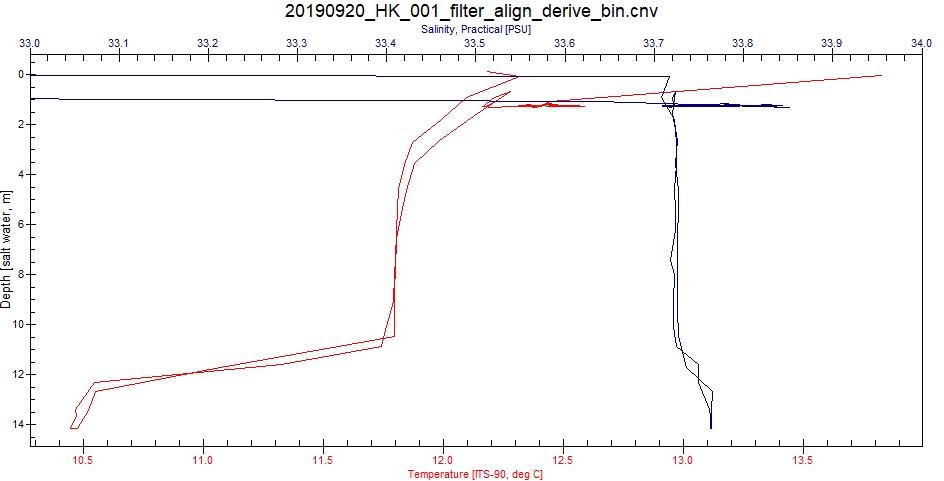 20190920_HK_001_filter_align_derive_bin.cnv
Salinity, Practical [PSU]
33.0 33.1 33.2 33.3 33.4 33.5 33.6 33.7 33.8 33.9 34.0
Depth [salt water, m]
0
2
4
6
8
10
12
14
10.5 11.0 11.5 12.0 12.5 13.0 13.5
Temperature [ITS-90, deg C]